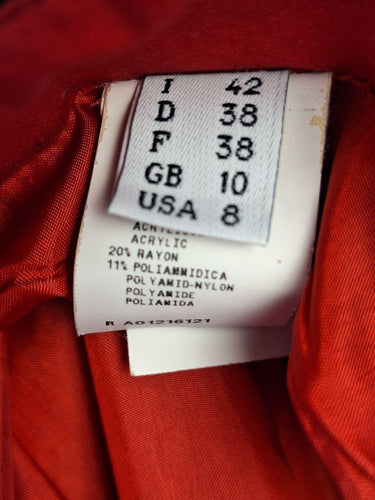 I 42
D 38
F 38
GB 10
USA 8
ACRYLIC
20% RAYON
11% POLIAMMIDICA
POLYAMID-NYLON
POLYAMIDE
POLIAMIDA
R A01216121